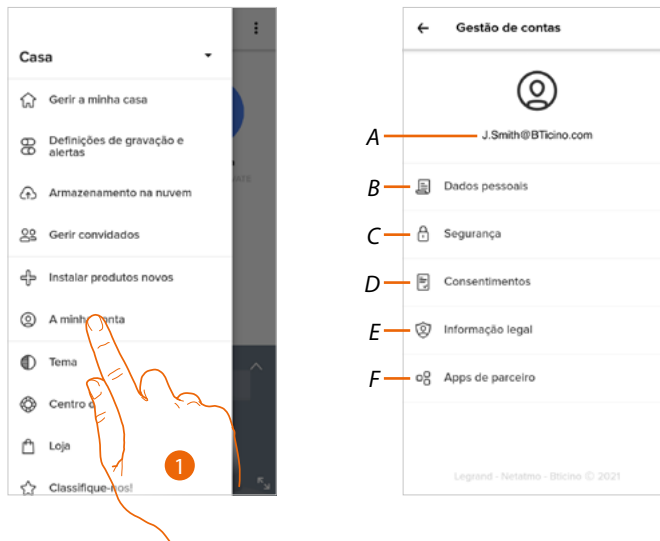 Casa
Gerir a minha casa
Definições de gravação e
alertas
Armazenamento na nuvem
Gerir convidados
Instalar produtos novos
A minha conta
Tema
Centro
Loja
Classifique-nos!
1
Gestão de contas
A
J.Smith@BTicino.com
B Dados pessoais
C Segurança
D Consentimentos
E Informação legal
F Apps de parceiro
Legrand - Netatmo - Bticino © 2021